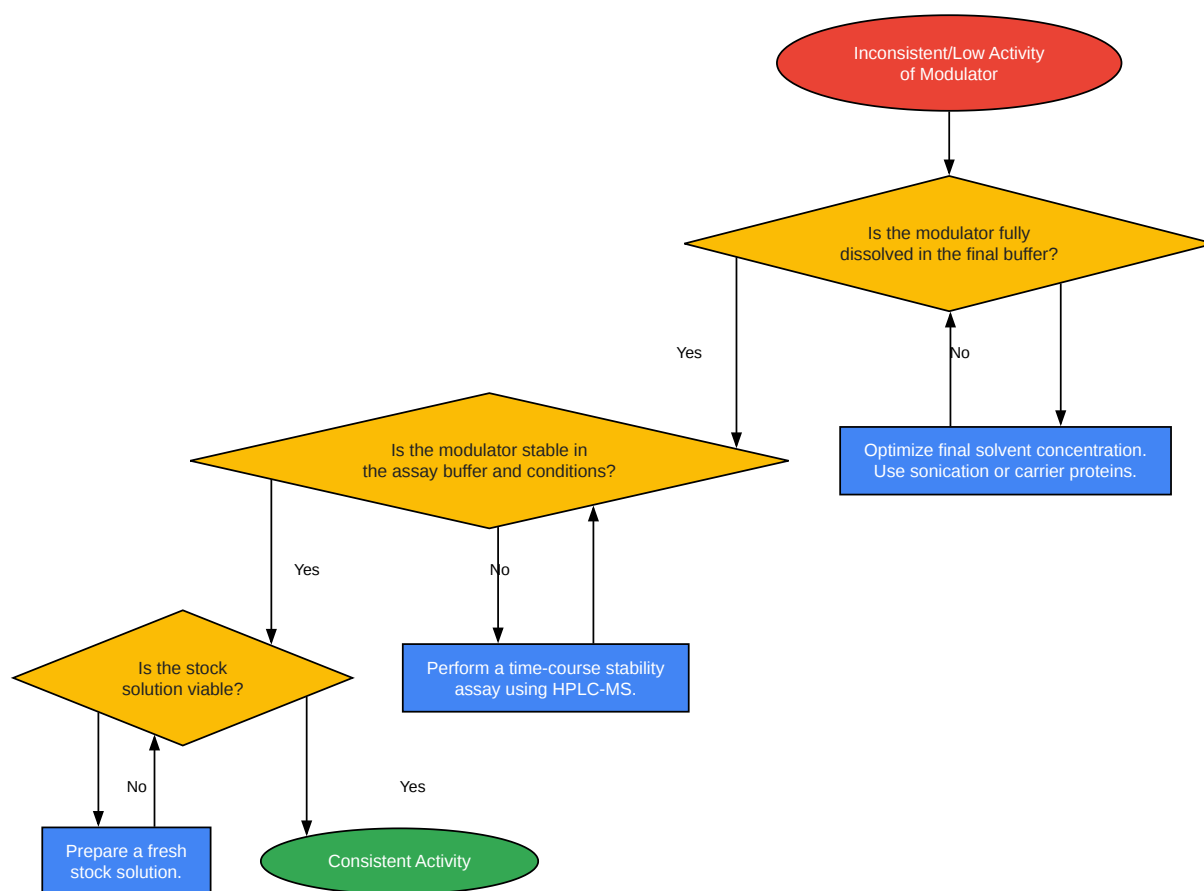 Inconsistent/Low Activity
of Modulator
Is the modulator fully
dissolved in the final buffer?
Yes
No
Is the modulator stable in
the assay buffer and conditions?
Optimize final solvent concentration.
Use sonication or carrier proteins.
Yes
No
Is the stock
solution viable?
Perform a time-course stability
assay using HPLC-MS.
No
Yes
Prepare a fresh
stock solution.
Consistent Activity